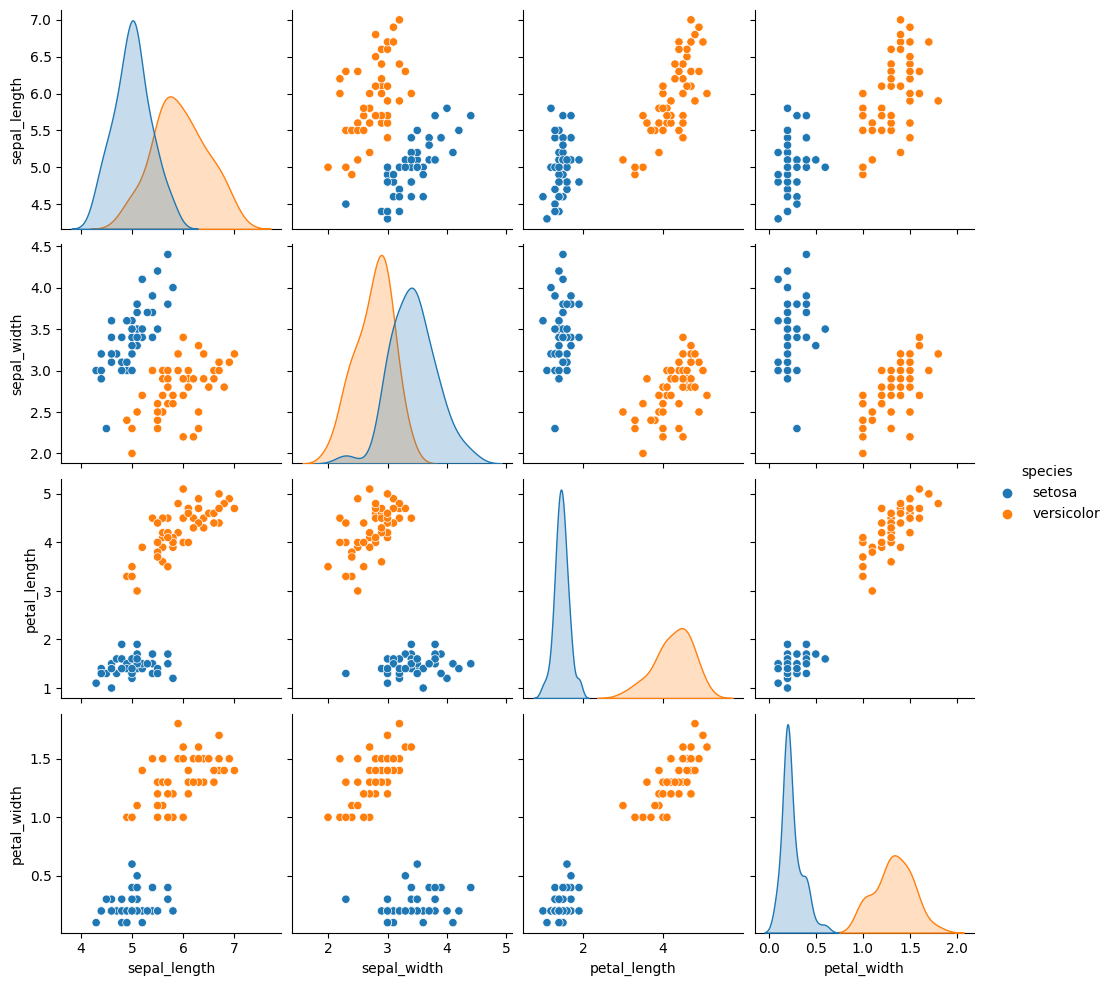 7.0
6.5
6.0
5.5
5.0
4.5
sepal_length
4.5
4.0
3.5
3.0
2.5
2.0
sepal_width
species
setosa
versicolor
5
4
3
2
1
petal_length
1.5
1.0
0.5
petal_width
4 5 6 7
sepal_length
2 3 4 5
sepal_width
2 4
petal_length
0.0 0.5 1.0 1.5 2.0
petal_width